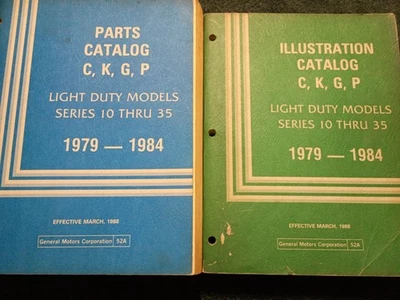 PARTS
CATALOG
C, K, G, P
LIGHT DUTY MODELS
SERIES 10 THRU 35
1979 — 1984
EFFECTIVE MARCH, 1988
General Motors Corporation 52A
ILLUSTRATION
CATALOG
C, K, G, P
LIGHT DUTY MODELS
SERIES 10 THRU 35
1979 — 1984
EFFECTIVE MARCH, 1988
General Motors Corporation 52A